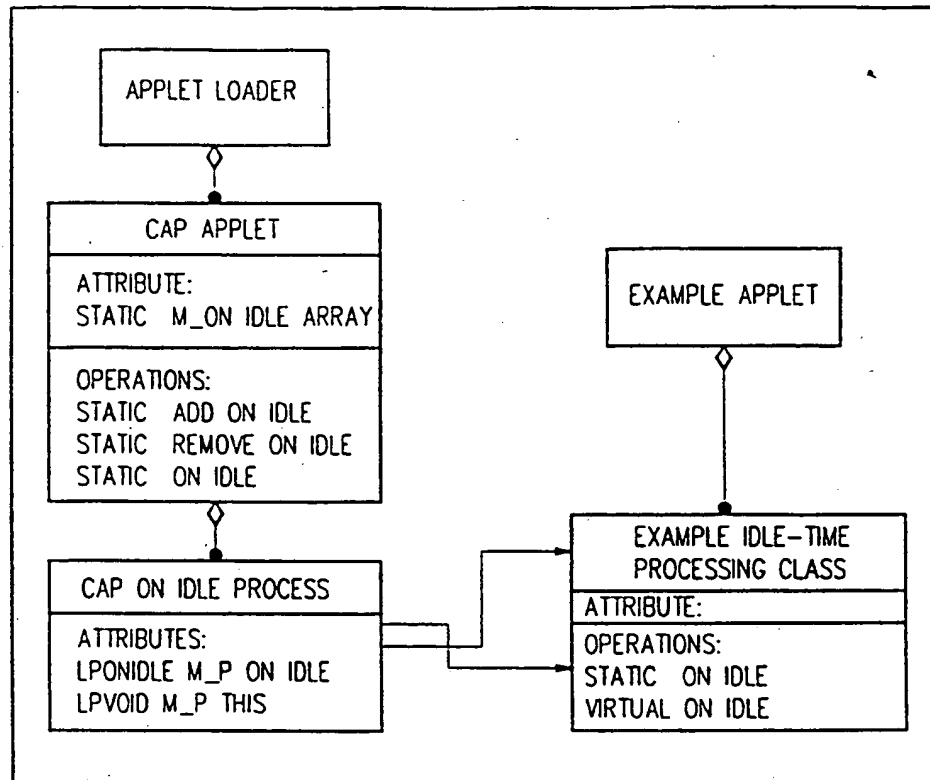 APPLET LOADER
CAP APPLET
ATTRIBUTE:
STATIC M_ON IDLE ARRAY
OPERATIONS:
STATIC ADD ON IDLE
STATIC REMOVE ON IDLE
STATIC ON IDLE
CAP ON IDLE PROCESS
ATTRIBUTES:
LPONIDLE M_P ON IDLE
LPVOID M_P THIS
EXAMPLE APPLET
EXAMPLE IDLE-TIME
PROCESSING CLASS
ATTRIBUTE:
OPERATIONS:
STATIC ON IDLE
VIRTUAL ON IDLE